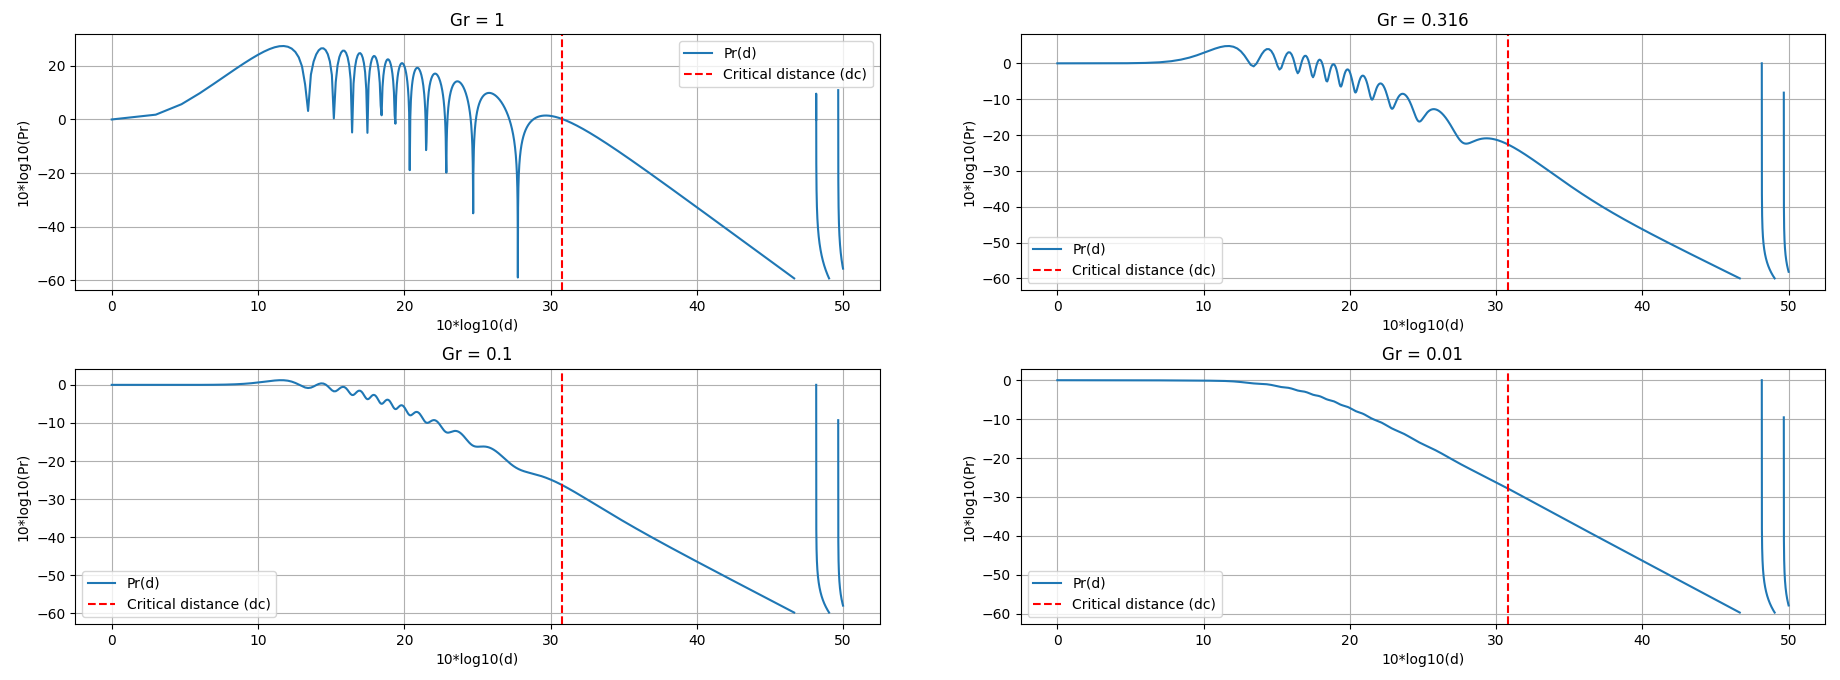 Gr = 1
10*log10(Pr)
20
0
−20
−40
−60
Pr(d)
Critical distance (dc)
0 10 20 30 40 50
10*log10(d)
Gr = 0.316
10*log10(Pr)
0
−10
−20
−30
−40
−50
−60
Pr(d)
Critical distance (dc)
0 10 20 30 40 50
10*log10(d)
Gr = 0.1
10*log10(Pr)
0
−10
−20
−30
−40
−50
−60
Pr(d)
Critical distance (dc)
0 10 20 30 40 50
10*log10(d)
Gr = 0.01
10*log10(Pr)
0
−10
−20
−30
−40
−50
−60
Pr(d)
Critical distance (dc)
0 10 20 30 40 50
10*log10(d)